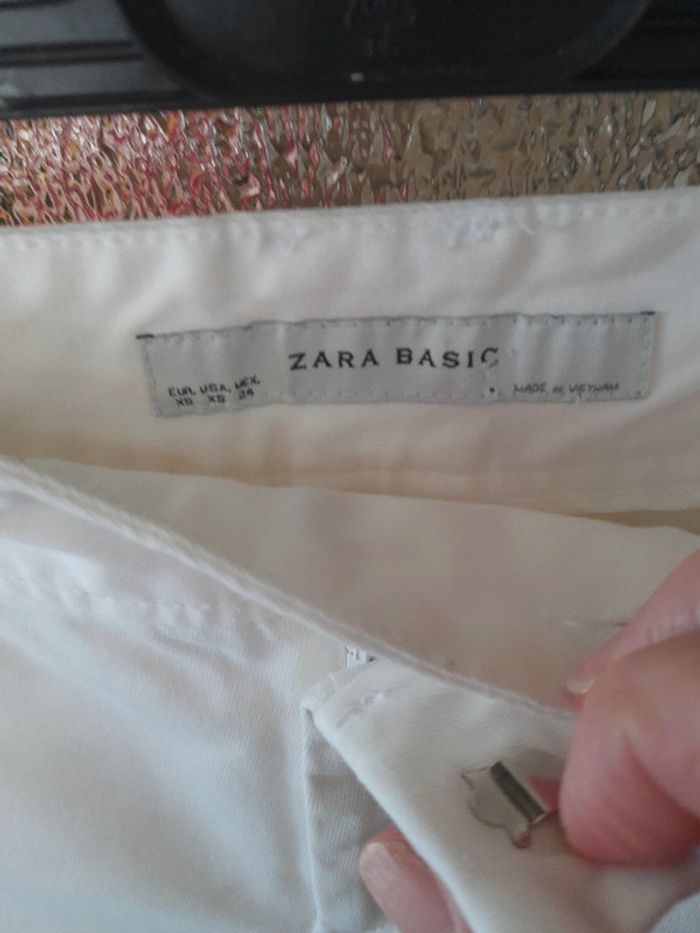 ZARA BASIC
EUR. USA. MEX.
XS XS 24
MADE IN VIETNAM